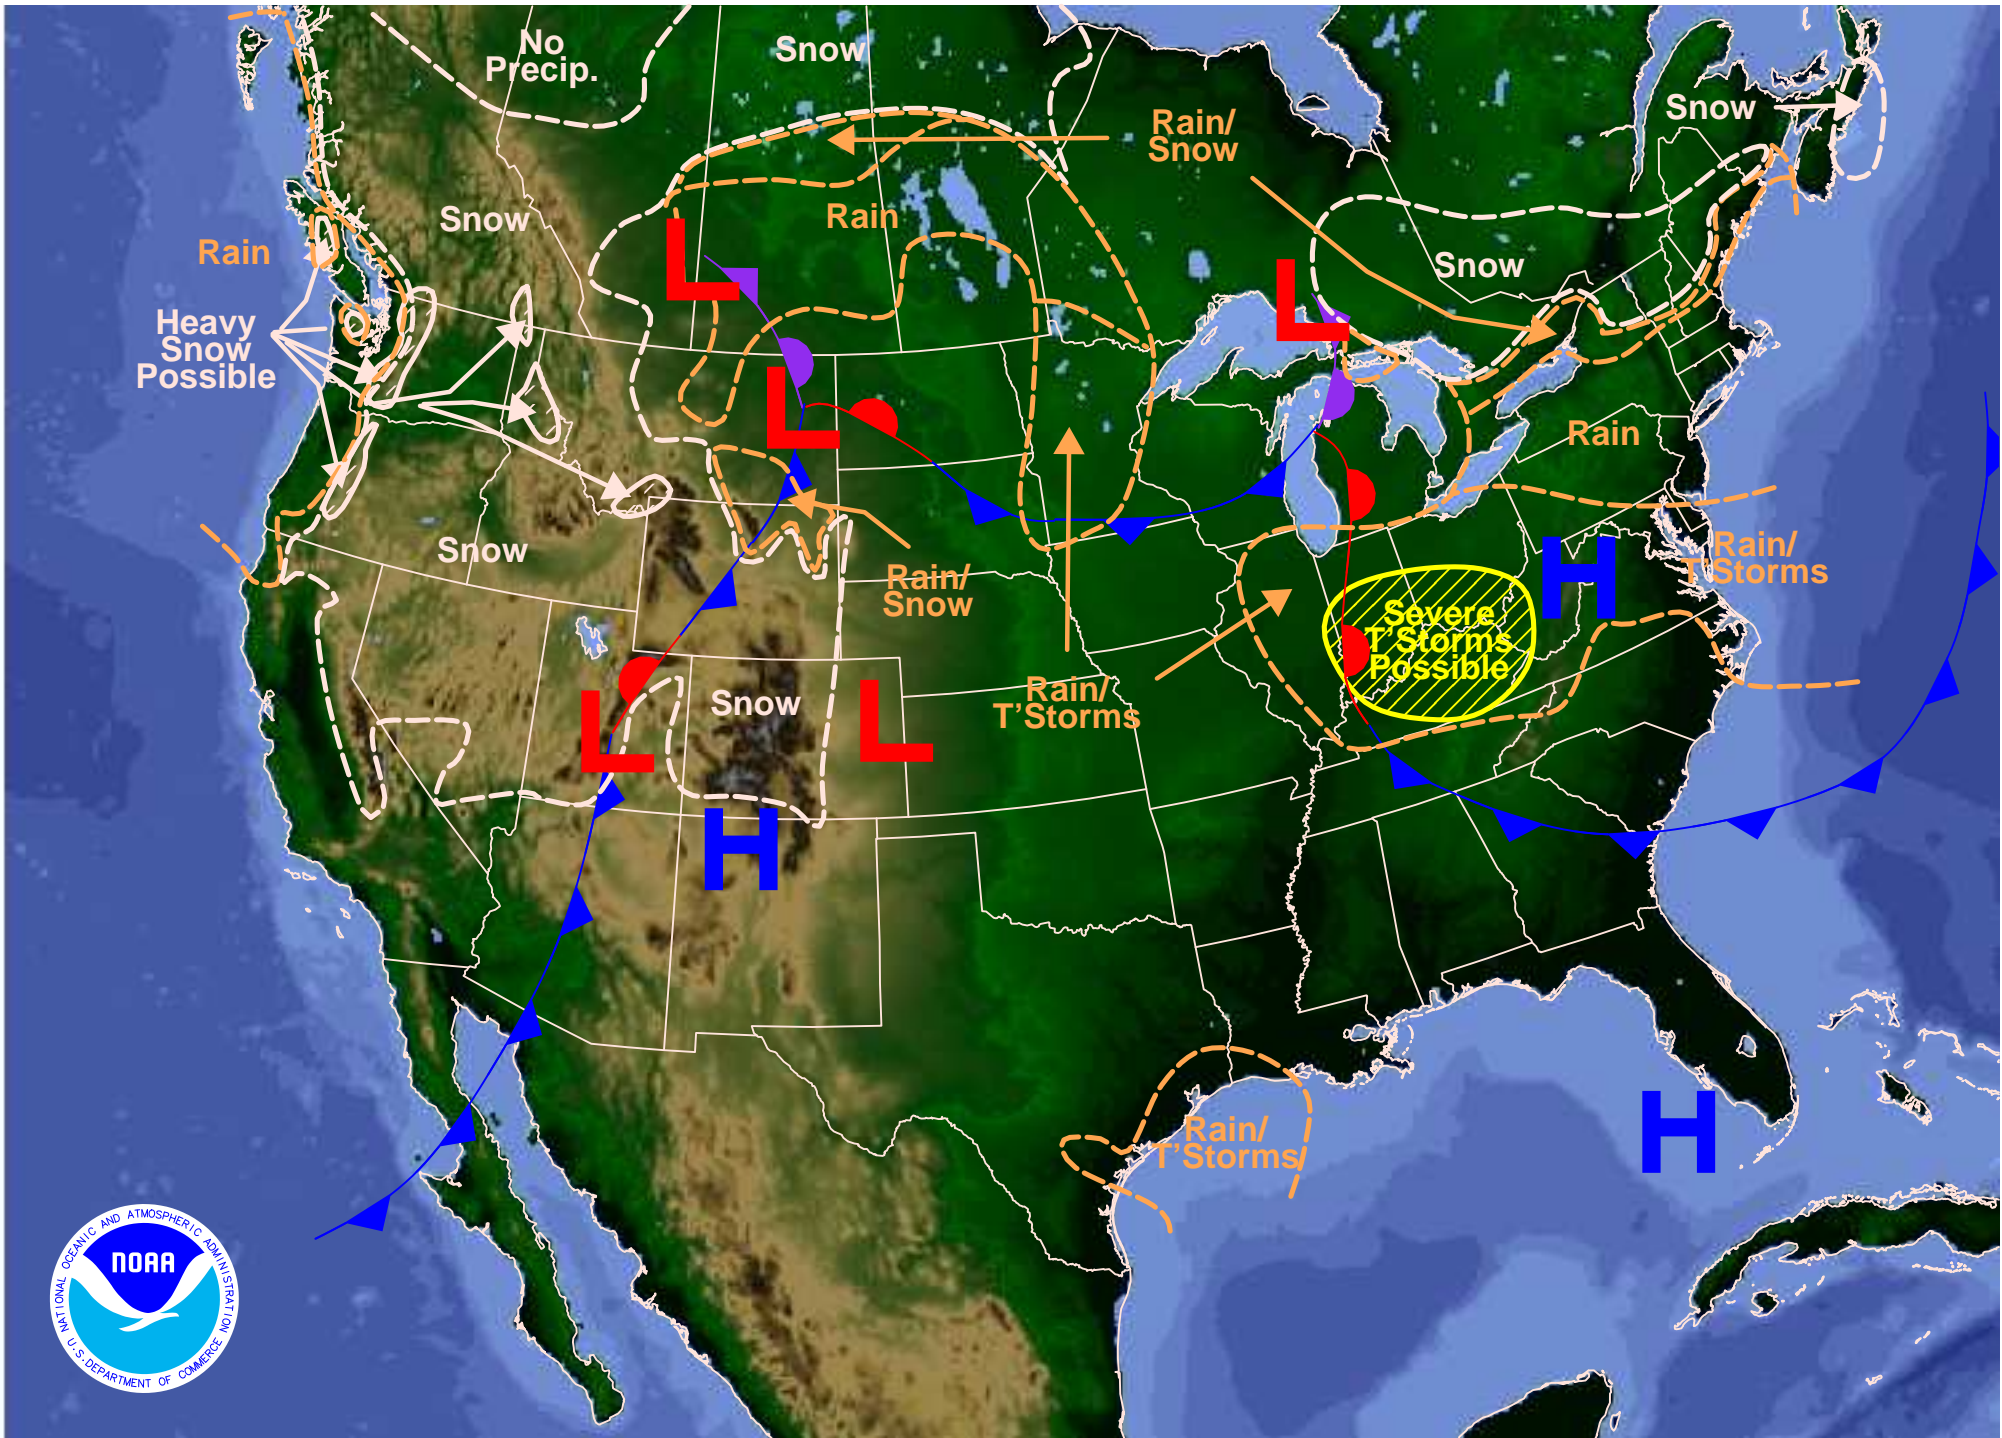 No
Precip.
Snow
Snow
Rain/
Snow
Snow
Rain
Rain
Snow
Heavy
Snow
Possible
L
L
L
Rain
Snow
H
Rain/
T'Storms
Rain/
Snow
Severe
T'Storms
Possible
L
Snow
L
Rain/
T'Storms
H
Rain/
T'Storms
H
NATIONAL OCEANIC AND ATMOSPHERIC ADMINISTRATION
NOAA
U.S. DEPARTMENT OF COMMERCE